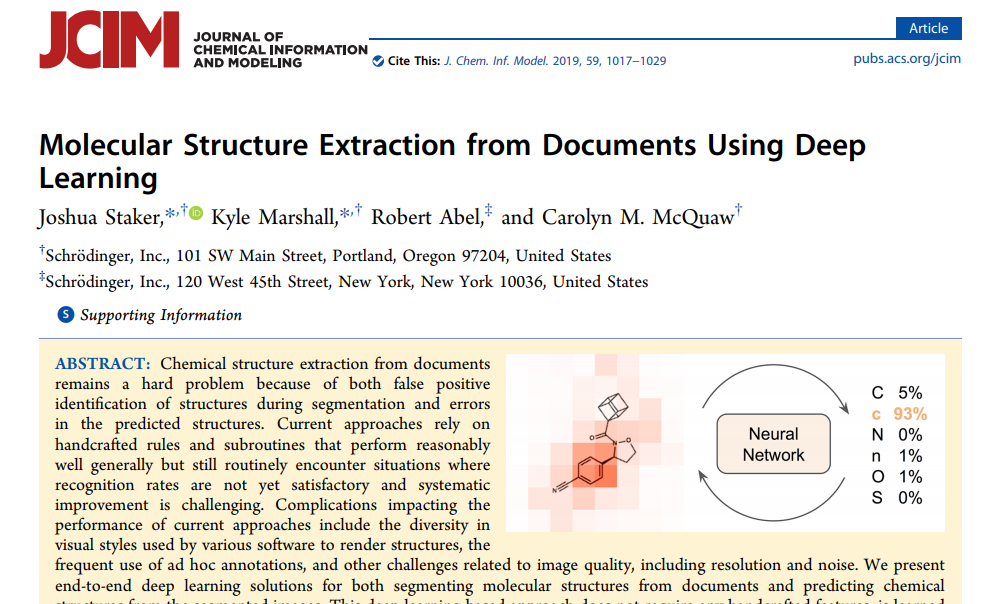 JCIM
JOURNAL OF
CHEMICAL INFORMATION
AND MODELING
Article
Cite This: J. Chem. Inf. Model. 2019, 59, 1017−1029
pubs.acs.org/jcim
Molecular Structure Extraction from Documents Using Deep
Learning
Joshua Staker,*,† iD Kyle Marshall,*,† Robert Abel,‡ and Carolyn M. McQuaw†
†Schrödinger, Inc., 101 SW Main Street, Portland, Oregon 97204, United States
‡Schrödinger, Inc., 120 West 45th Street, New York, New York 10036, United States
S Supporting Information
ABSTRACT: Chemical structure extraction from documents
remains a hard problem because of both false positive
identification of structures during segmentation and errors
in the predicted structures. Current approaches rely on
handcrafted rules and subroutines that perform reasonably
well generally but still routinely encounter situations where
recognition rates are not yet satisfactory and systematic
improvement is challenging. Complications impacting the
performance of current approaches include the diversity in
visual styles used by various software to render structures, the
frequent use of ad hoc annotations, and other challenges related to image quality, including resolution and noise. We present
end-to-end deep learning solutions for both segmenting molecular structures from documents and predicting chemical
O
N
O
N
Neural
Network
C 5%
c 93%
N 0%
n 1%
O 1%
S 0%